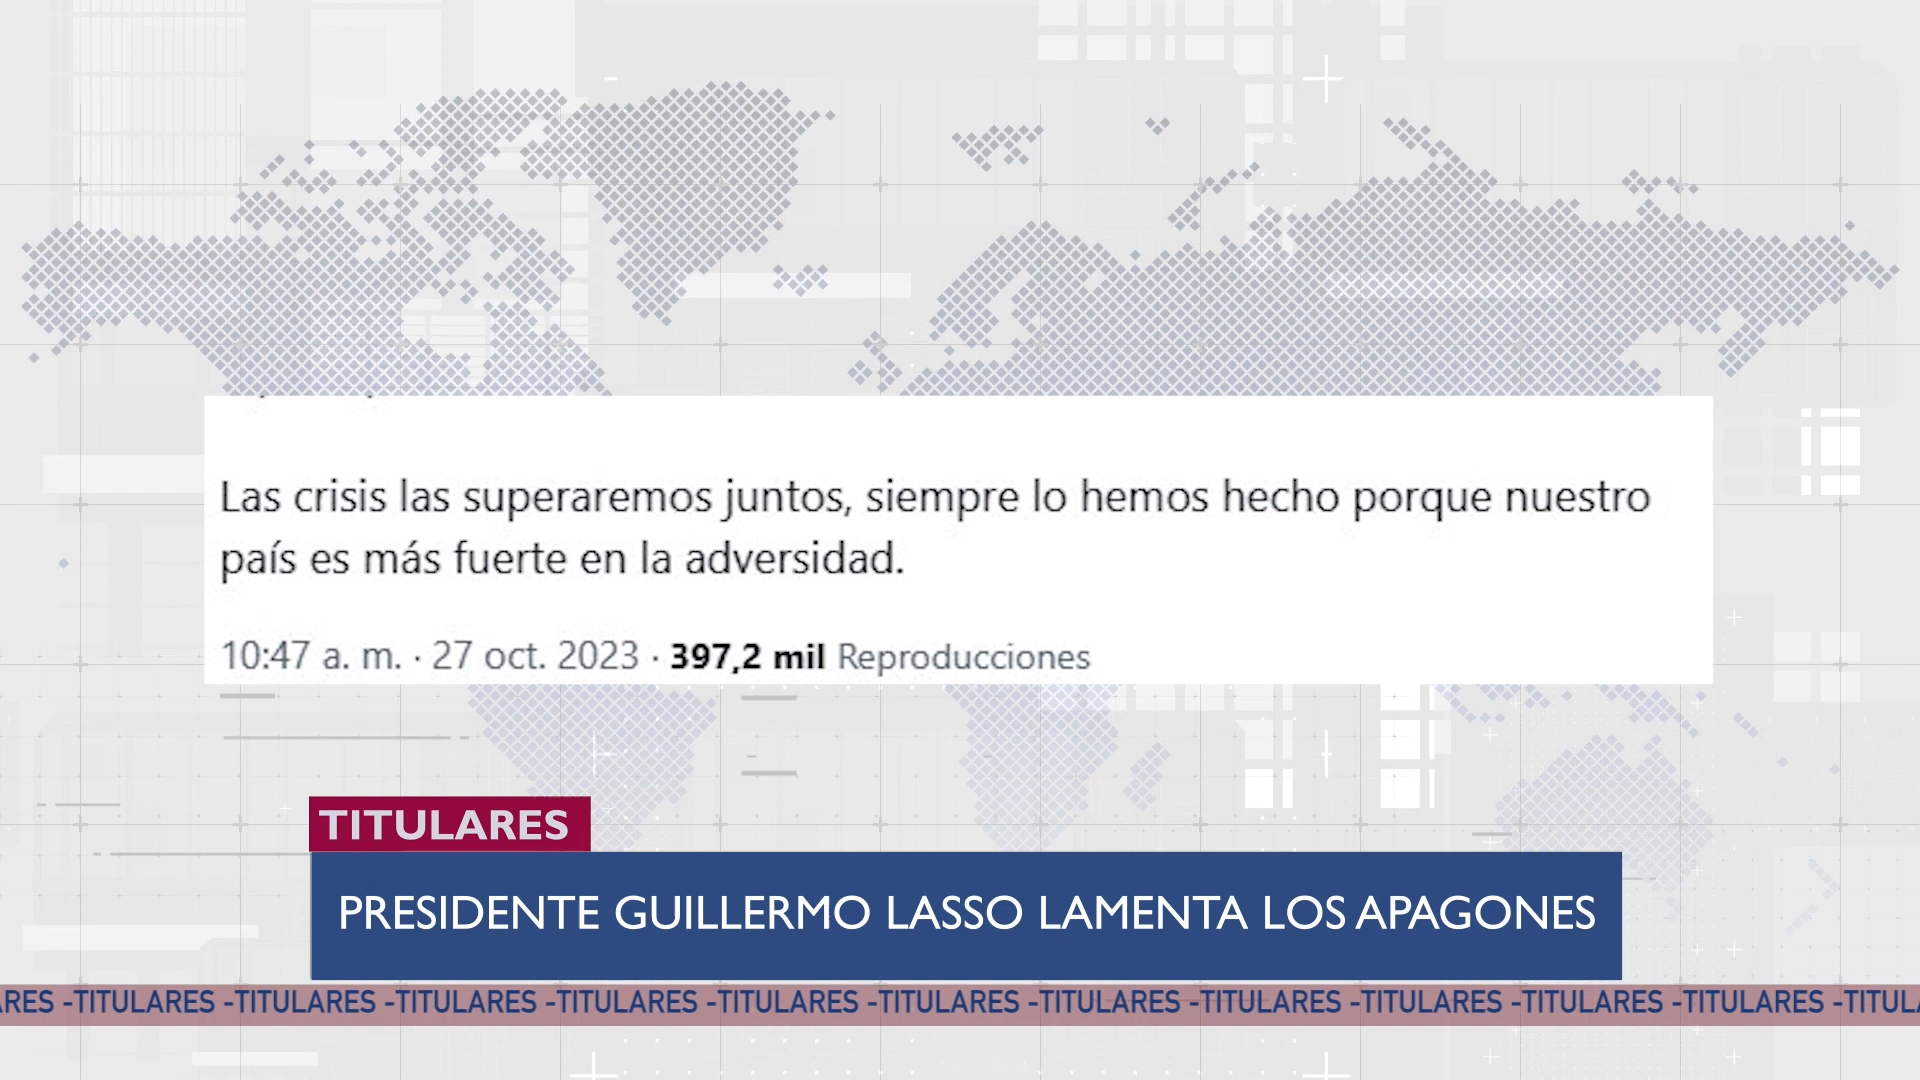 Las crisis las superaremos juntos, siempre lo hemos hecho porque nuestro
país es más fuerte en la adversidad.
10:47 a. m. · 27 oct. 2023 · 397,2 mil Reproducciones
TITULARES
PRESIDENTE GUILLERMO LASSO LAMENTA LOS APAGONES
ARES -TITULARES -TITULARES -TITULARES -TITULARES -TITULARES -TITULARES -TITULARES -TITULARES -TITULARES -TITULARES -TITULARES -TITULA